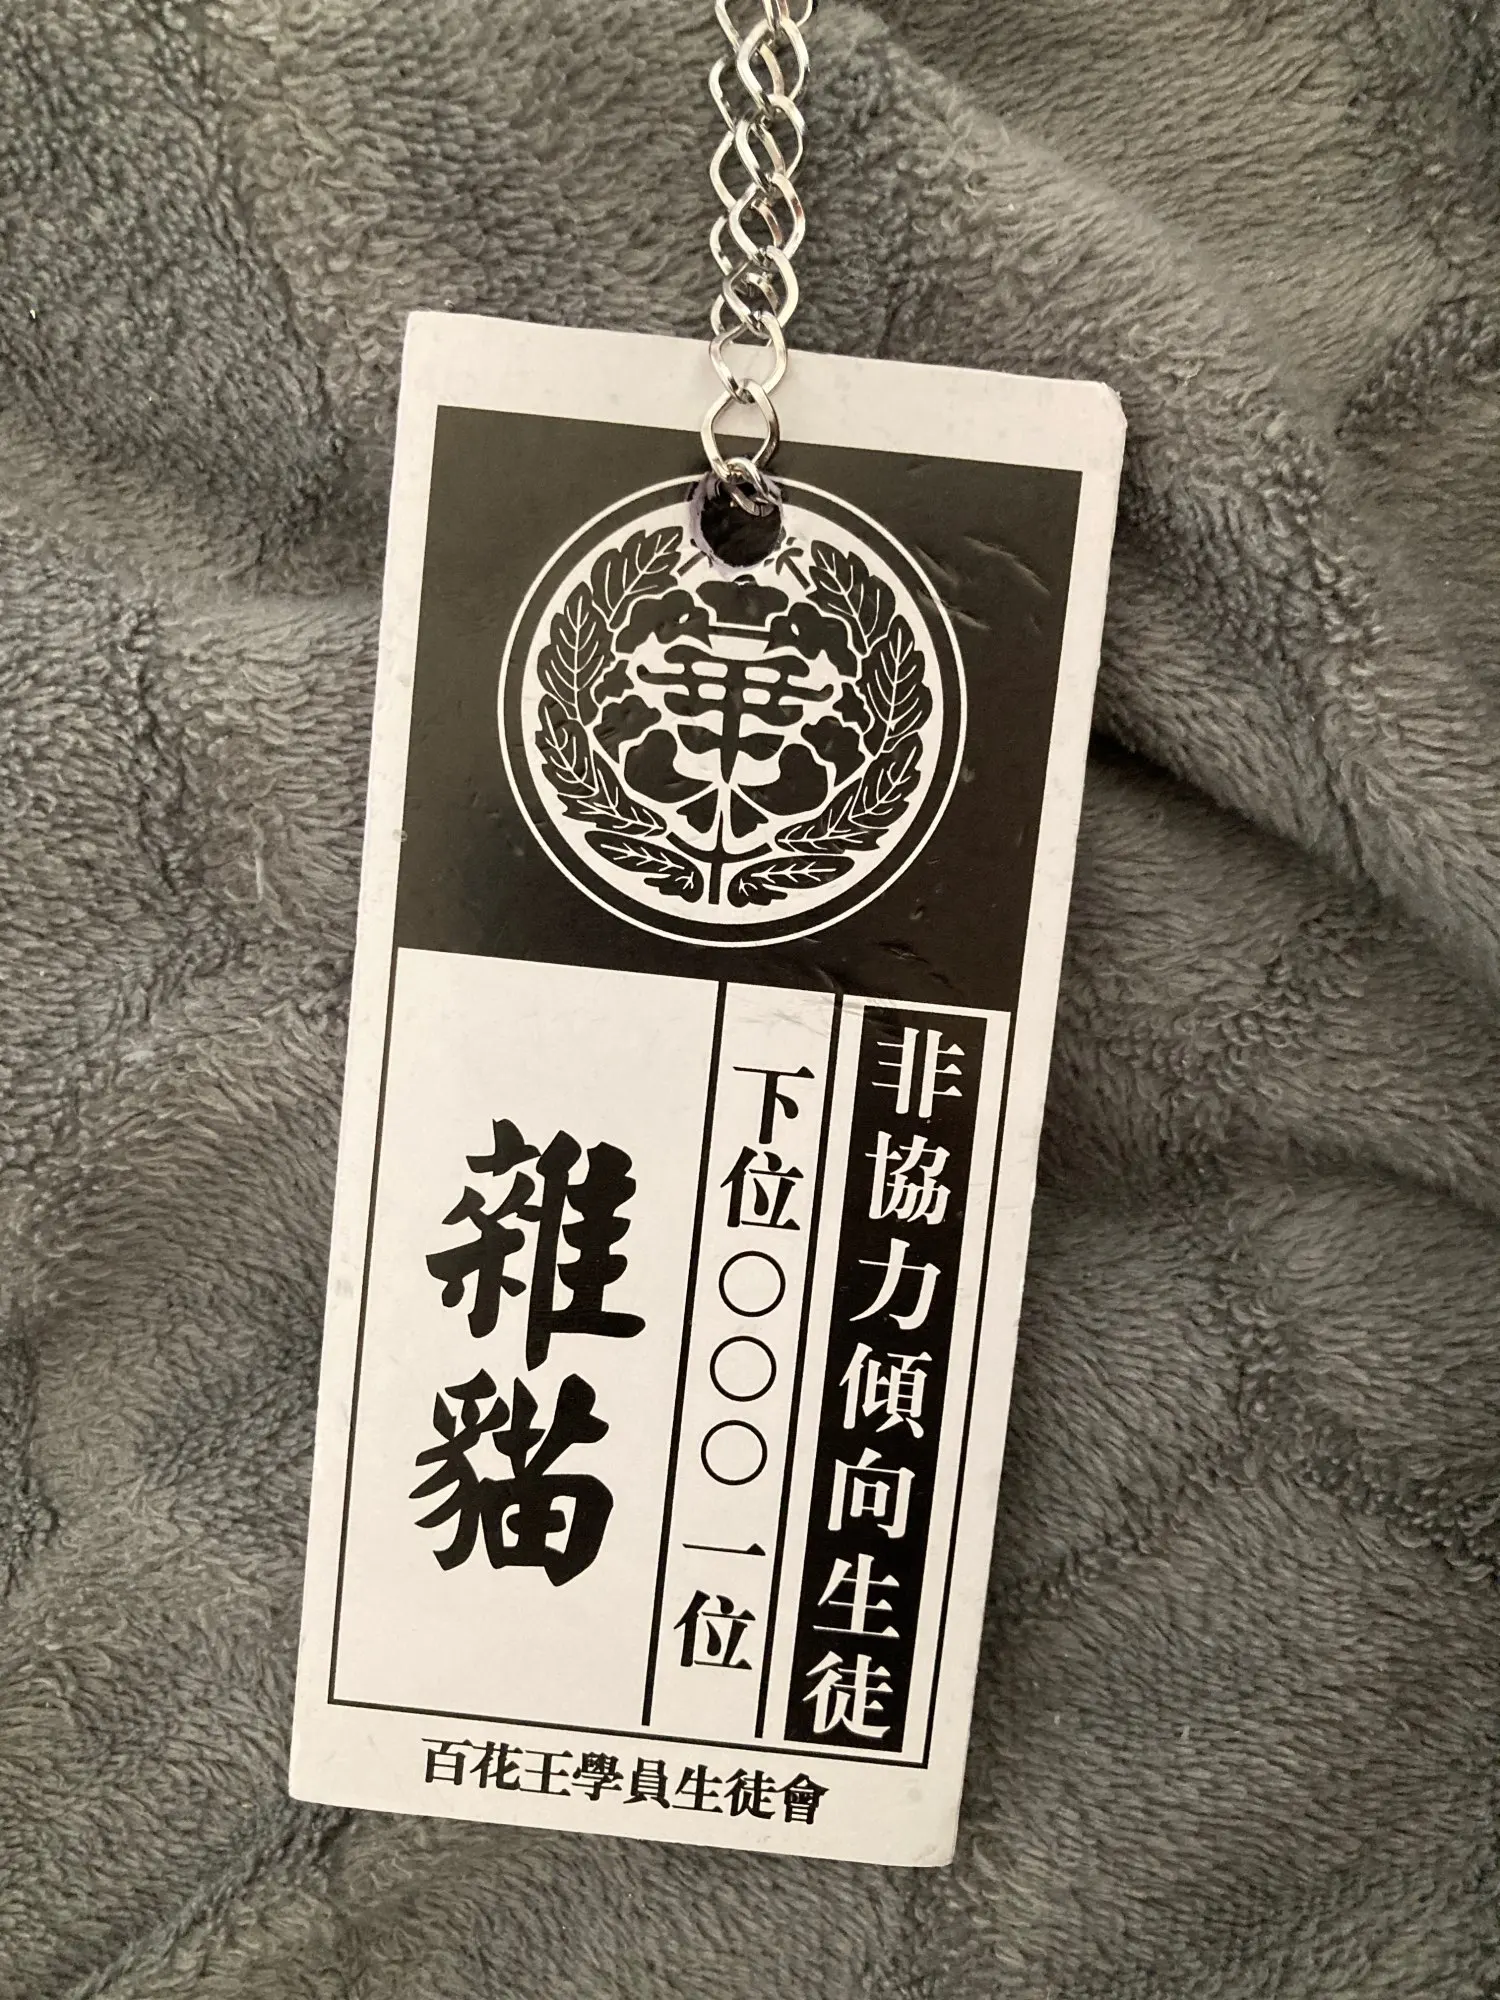 華
非協力傾向生徒
下位〇〇〇一位
雜貓
百花王學員生徒會